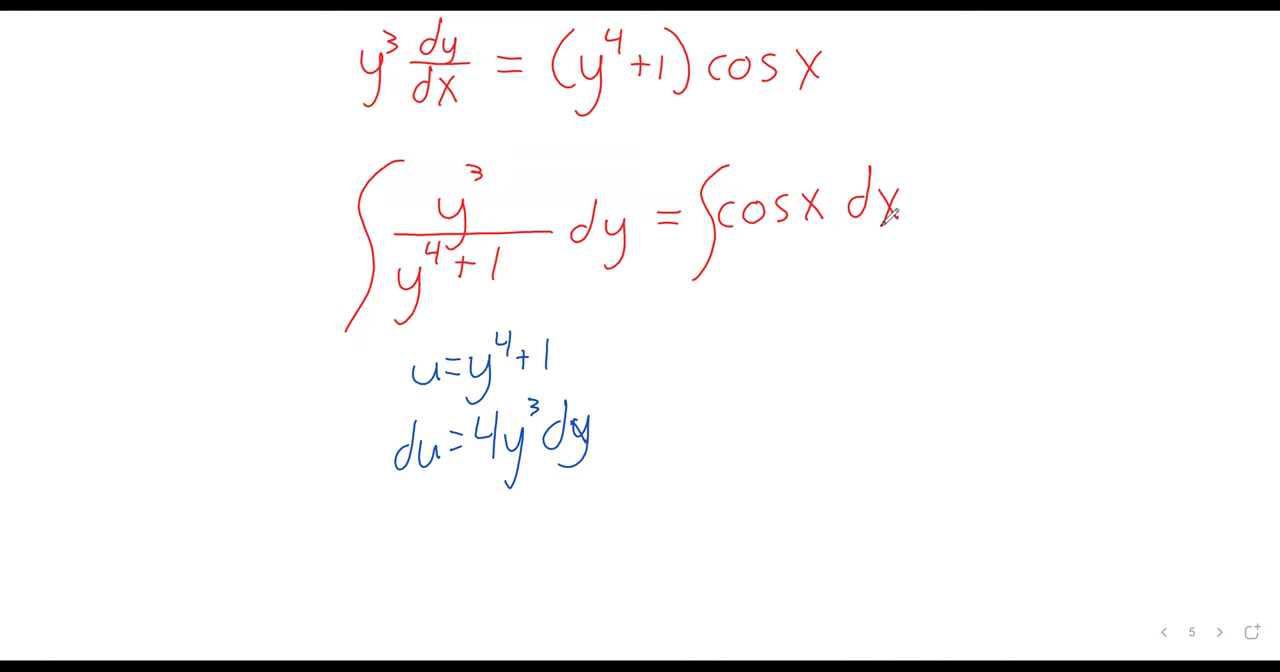 y³ dy/dx = (y⁴+1) cos x
∫ y³/(y⁴+1) dy = ∫cos x dx
u = y⁴+1
du = 4y³ dy
5